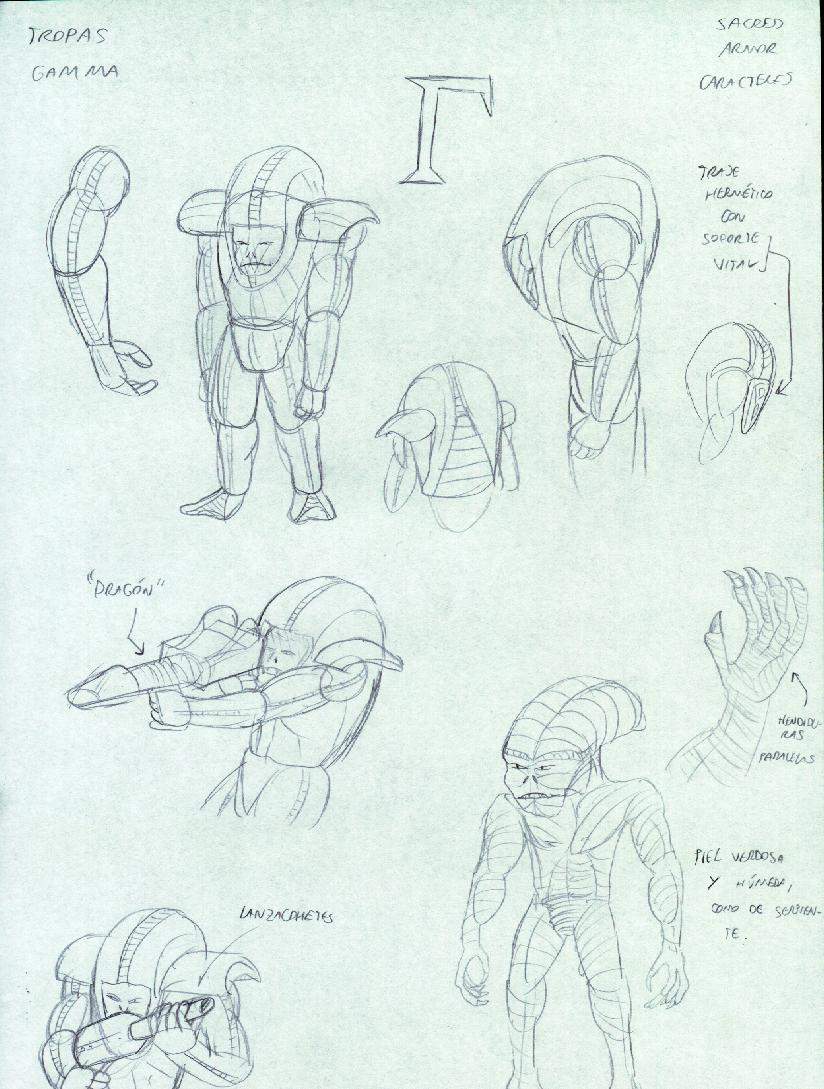 TROPAS
GAMMA
SACRED
ARMOR
CARACTERES
Γ
TRAJE
HERMÉTICO
CON
SOPORTE
VITAL
"DRAGÓN"
HENDIDU-
RAS
PARALELAS
PIEL VERDOSA
Y HÚMEDA,
COMO DE SERPIEN-
TE.
LANZACOHETES